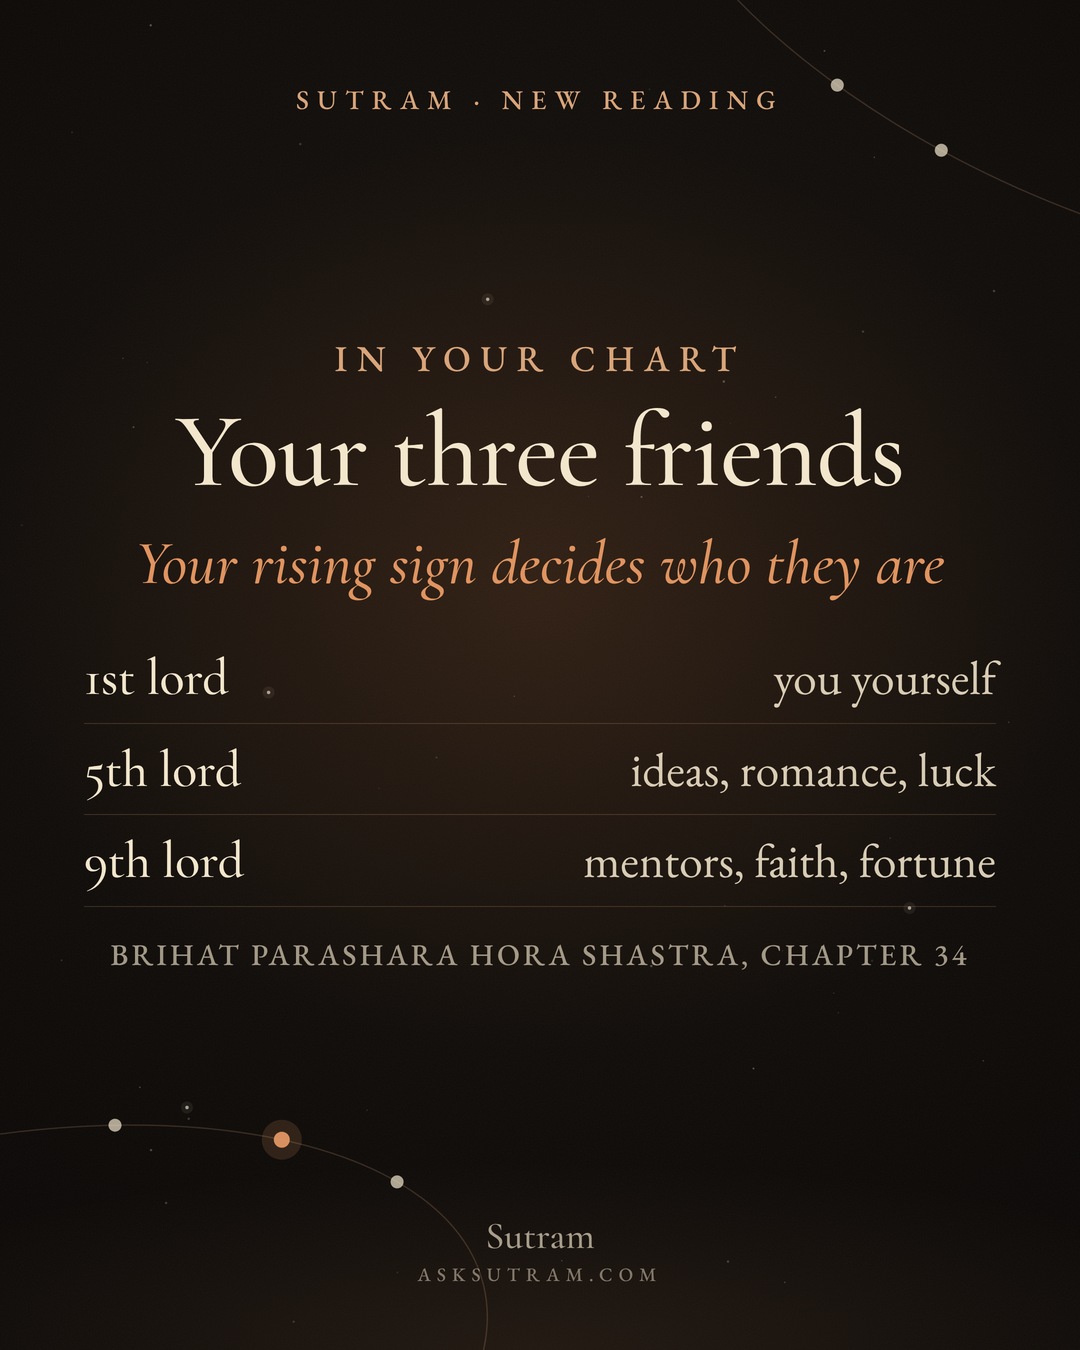 SUTRAM · NEW READING
IN YOUR CHART
Your three friends
Your rising sign decides who they are
1st lord you yourself
5th lord ideas, romance, luck
9th lord mentors, faith, fortune
BRIHAT PARASHARA HORA SHASTRA, CHAPTER 34
Sutram
ASKSUTRAM.COM